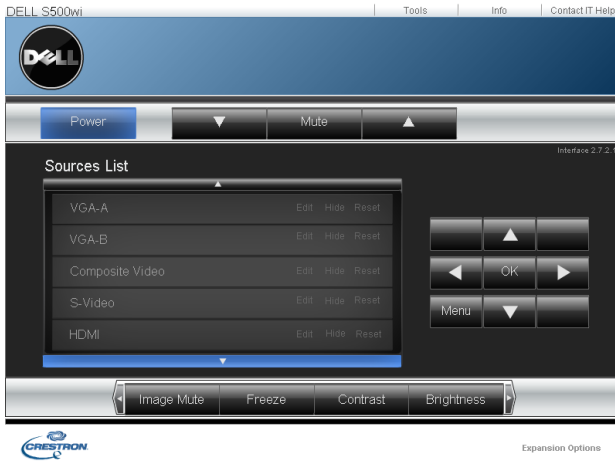 DELL S500wi Tools Info Contact IT Help
DELL
Power Mute
Interface 2.7.2.1
Sources List
VGA-A Edit Hide Reset
VGA-B Edit Hide Reset
Composite Video Edit Hide Reset
S-Video Edit Hide Reset
HDMI Edit Hide Reset
OK
Menu
Image Mute Freeze Contrast Brightness
CRESTRON Expansion Options